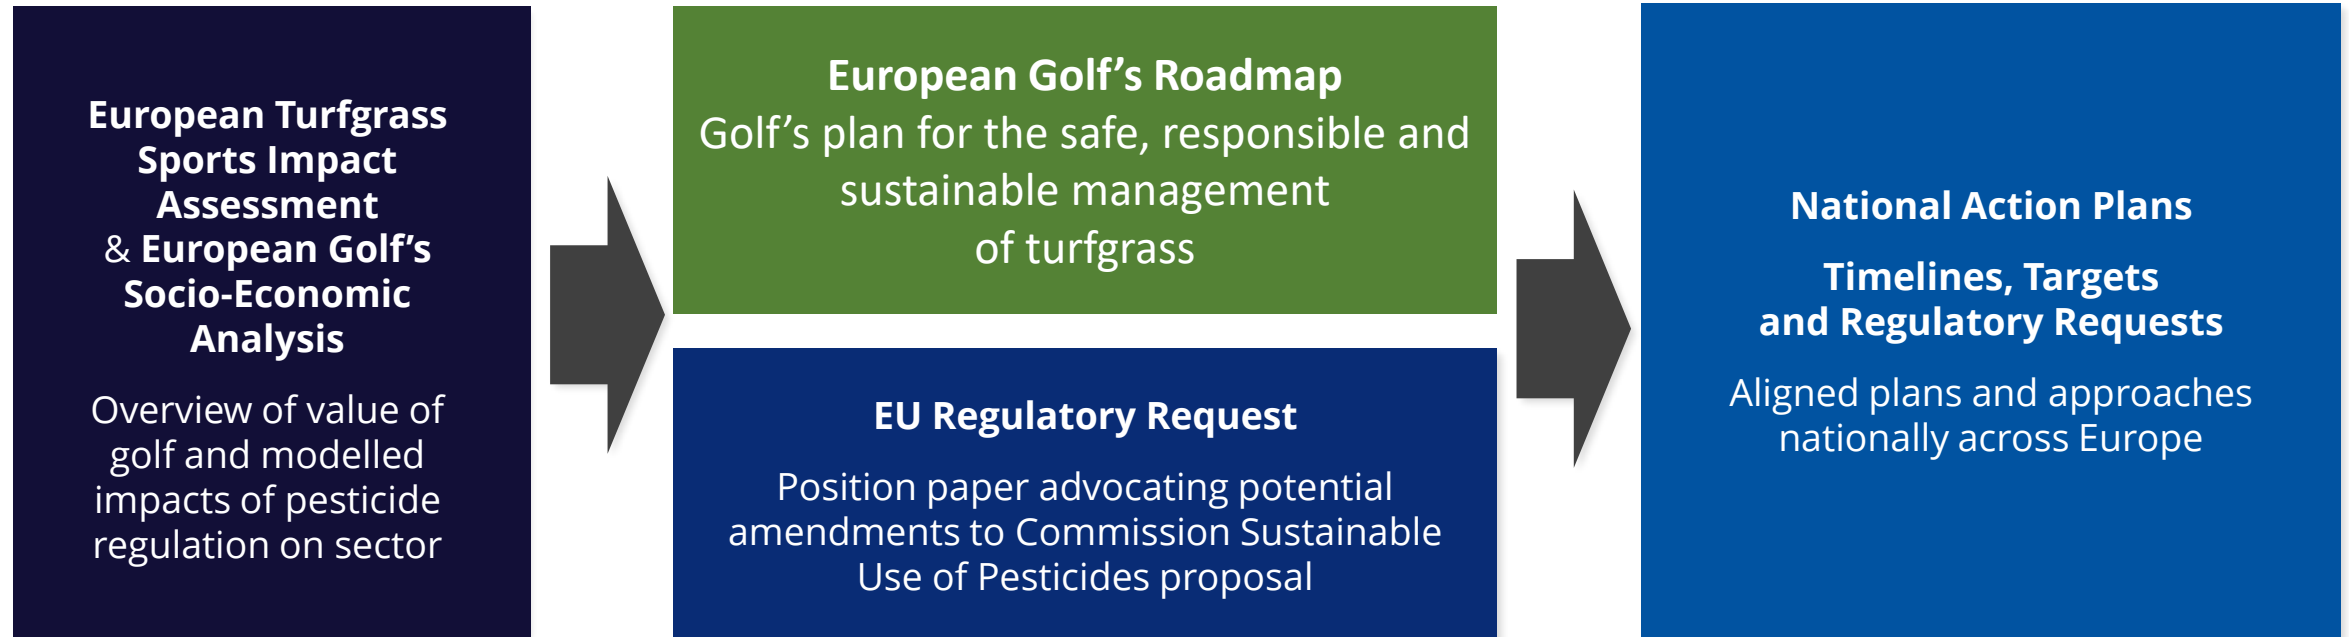 European Turfgrass
Sports Impact
Assessment
& European Golf’s
Socio-Economic
Analysis
Overview of value of
golf and modelled
impacts of pesticide
regulation on sector
European Golf’s Roadmap
Golf’s plan for the safe, responsible and
sustainable management
of turfgrass
EU Regulatory Request
Position paper advocating potential
amendments to Commission Sustainable
Use of Pesticides proposal
National Action Plans
Timelines, Targets
and Regulatory Requests
Aligned plans and approaches
nationally across Europe